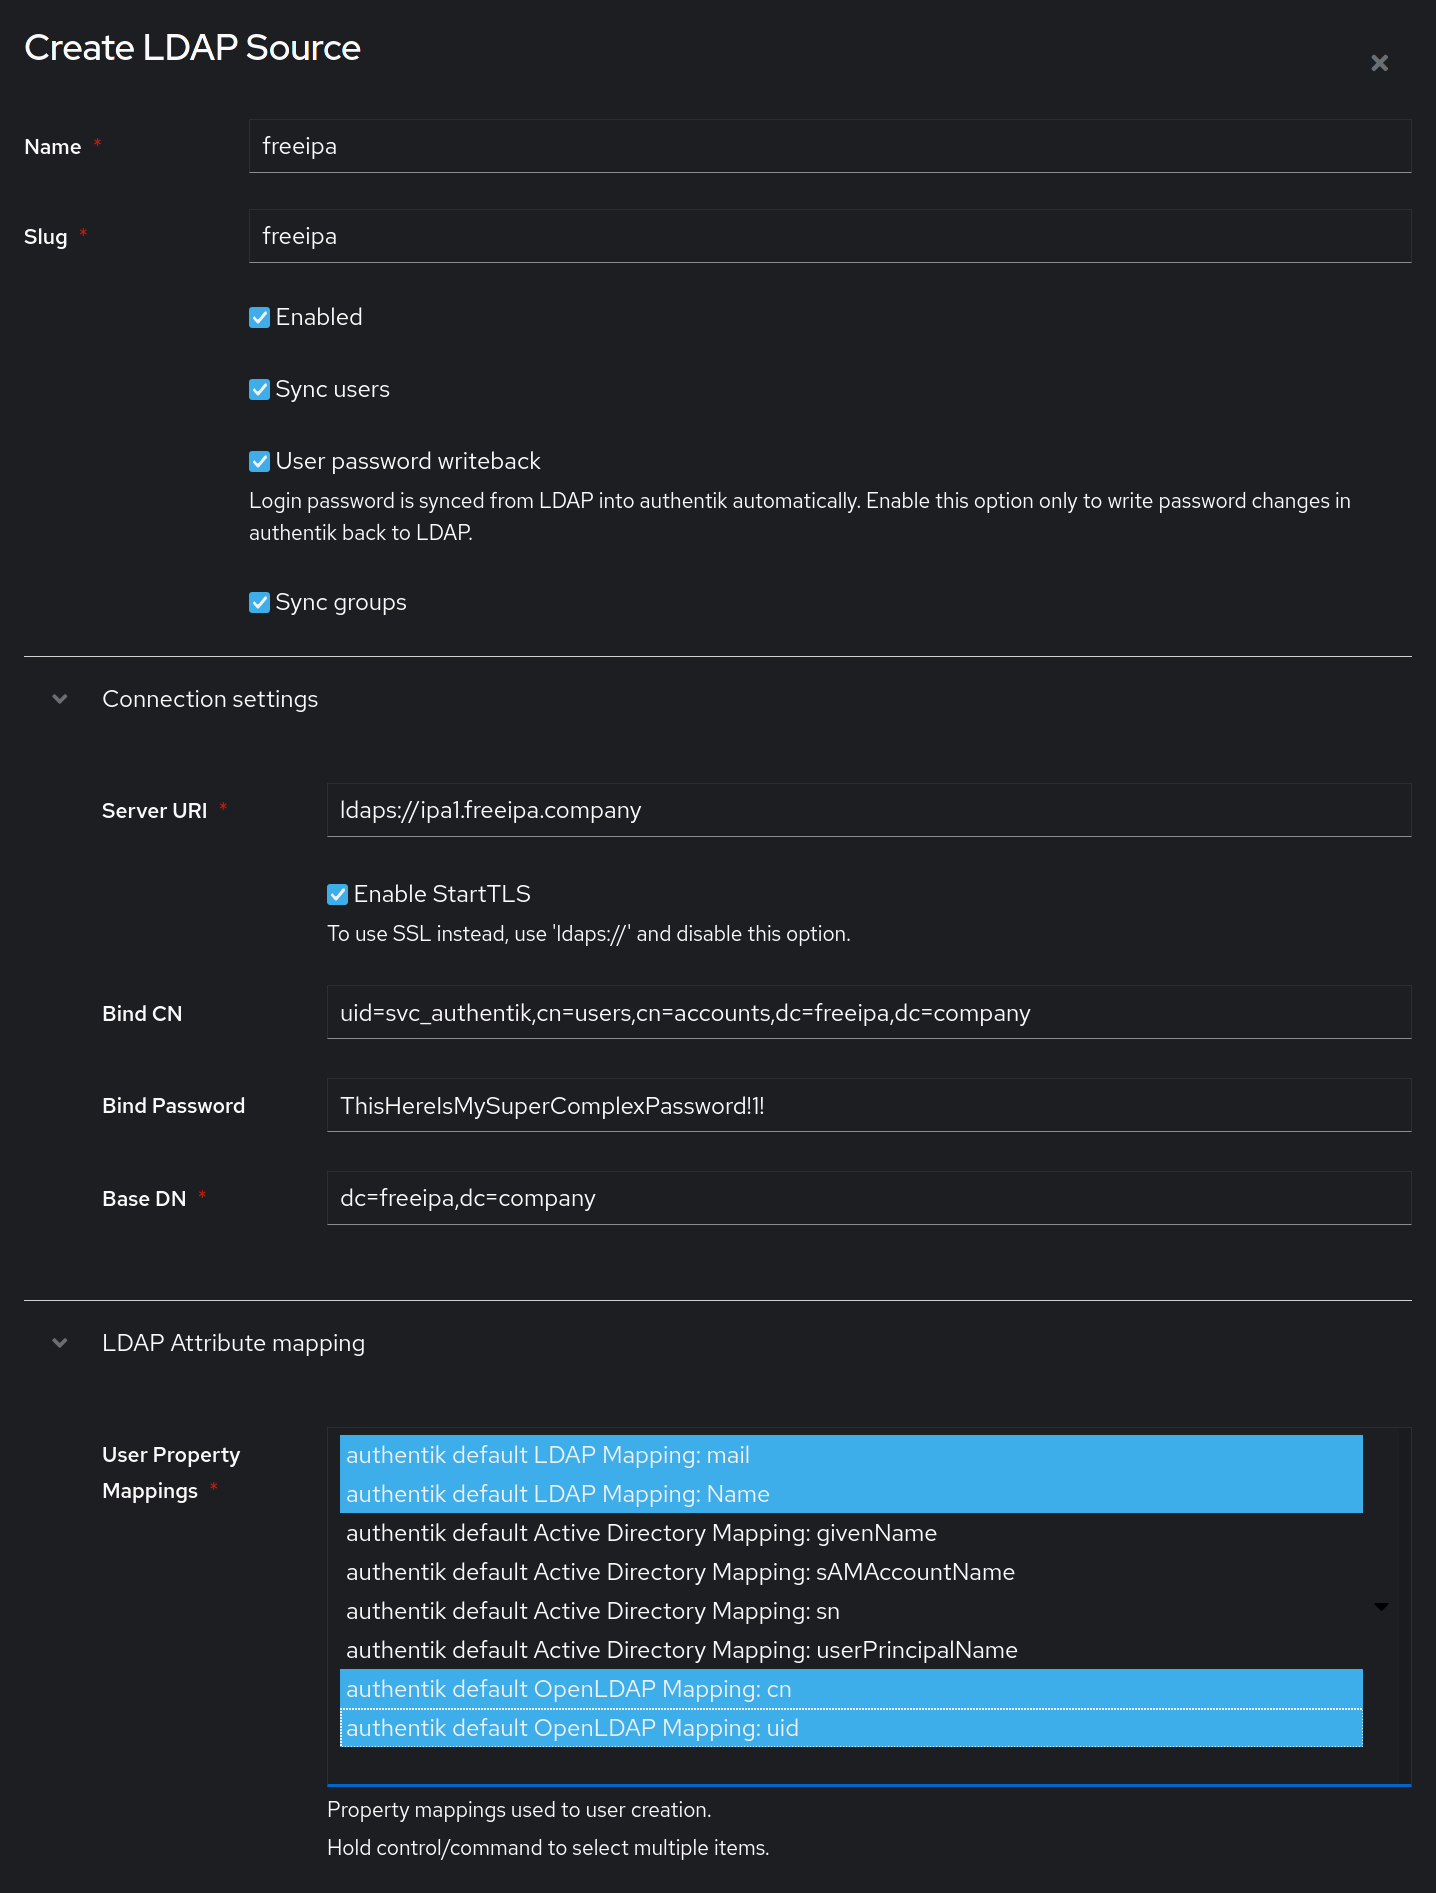 Create LDAP Source
Name *
freeipa
Slug *
freeipa
Enabled
Sync users
User password writeback
Login password is synced from LDAP into authentik automatically. Enable this option only to write password changes in
authentik back to LDAP.
Sync groups
Connection settings
Server URI *
ldaps://ipa1.freeipa.company
Enable StartTLS
To use SSL instead, use 'ldaps://' and disable this option.
Bind CN
uid=svc_authentik,cn=users,cn=accounts,dc=freeipa,dc=company
Bind Password
ThisHereIsMySuperComplexPassword!1!
Base DN *
dc=freeipa,dc=company
LDAP Attribute mapping
User Property
Mappings *
authentik default LDAP Mapping: mail
authentik default LDAP Mapping: Name
authentik default Active Directory Mapping: givenName
authentik default Active Directory Mapping: sAMAccountName
authentik default Active Directory Mapping: sn
authentik default Active Directory Mapping: userPrincipalName
authentik default OpenLDAP Mapping: cn
authentik default OpenLDAP Mapping: uid
Property mappings used to user creation.
Hold control/command to select multiple items.